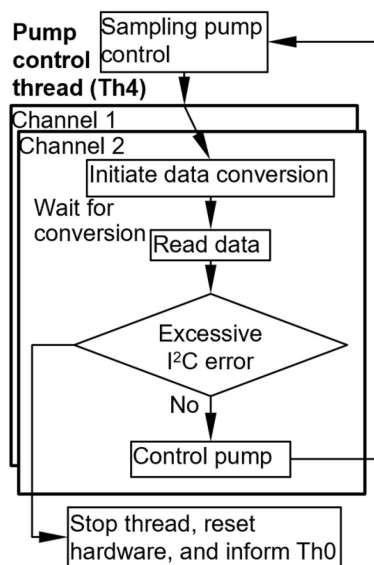 Pump
control
thread (Th4)
Sampling pump
control
Channel 1
Channel 2
Initiate data conversion
Wait for
conversion
Read data
Excessive
I²C error
No
Control pump
Stop thread, reset
hardware, and inform Th0